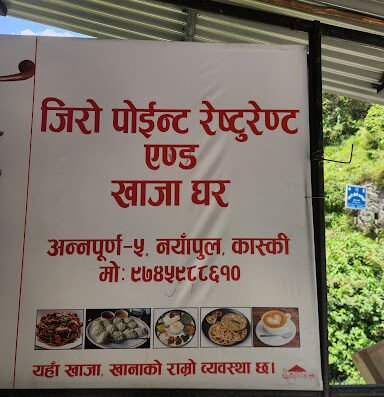 जिरो पोईन्ट रेष्टुरेण्ट
एण्ड
खाजा घर
अन्नपूर्ण-५, नयाँपुल, कास्की
मो: ९७४५९८८६१०
यहाँ खाजा, खानाको राम्रो व्यवस्था छ।